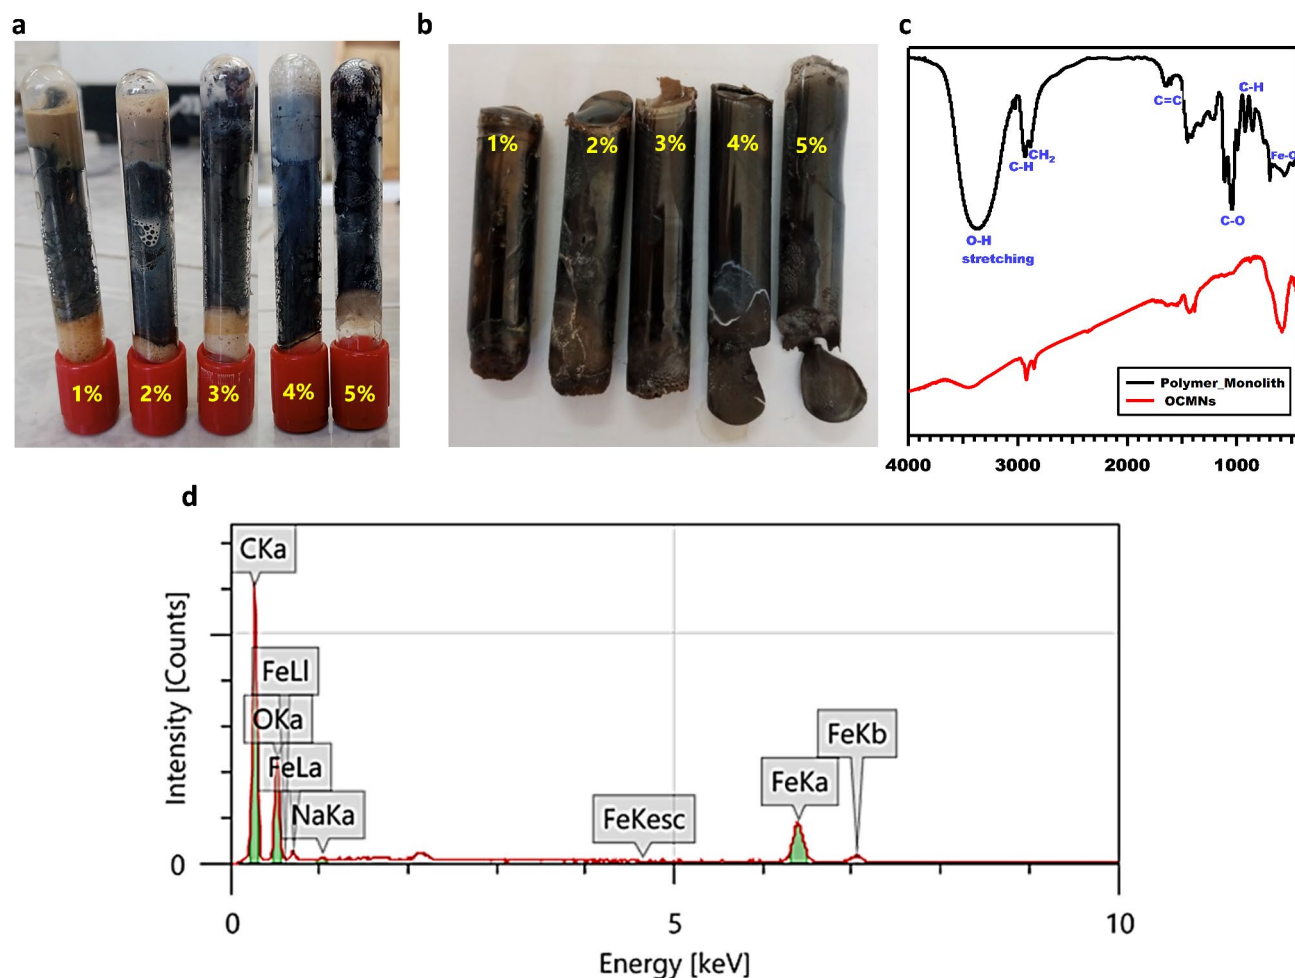 a
1%
2%
3%
4%
5%
b
1%
2%
3%
4%
5%
c
C=C
C-H
C-H
CH2
Fe-O
C-O
O-H
stretching
Polymer_Monolith
OCMNs
4000
3000
2000
1000
d
CKa
FeLl
OKa
FeLa
NaKa
FeKesc
FeKa
FeKb
Intensity [Counts]
0
0
5
10
Energy [keV]